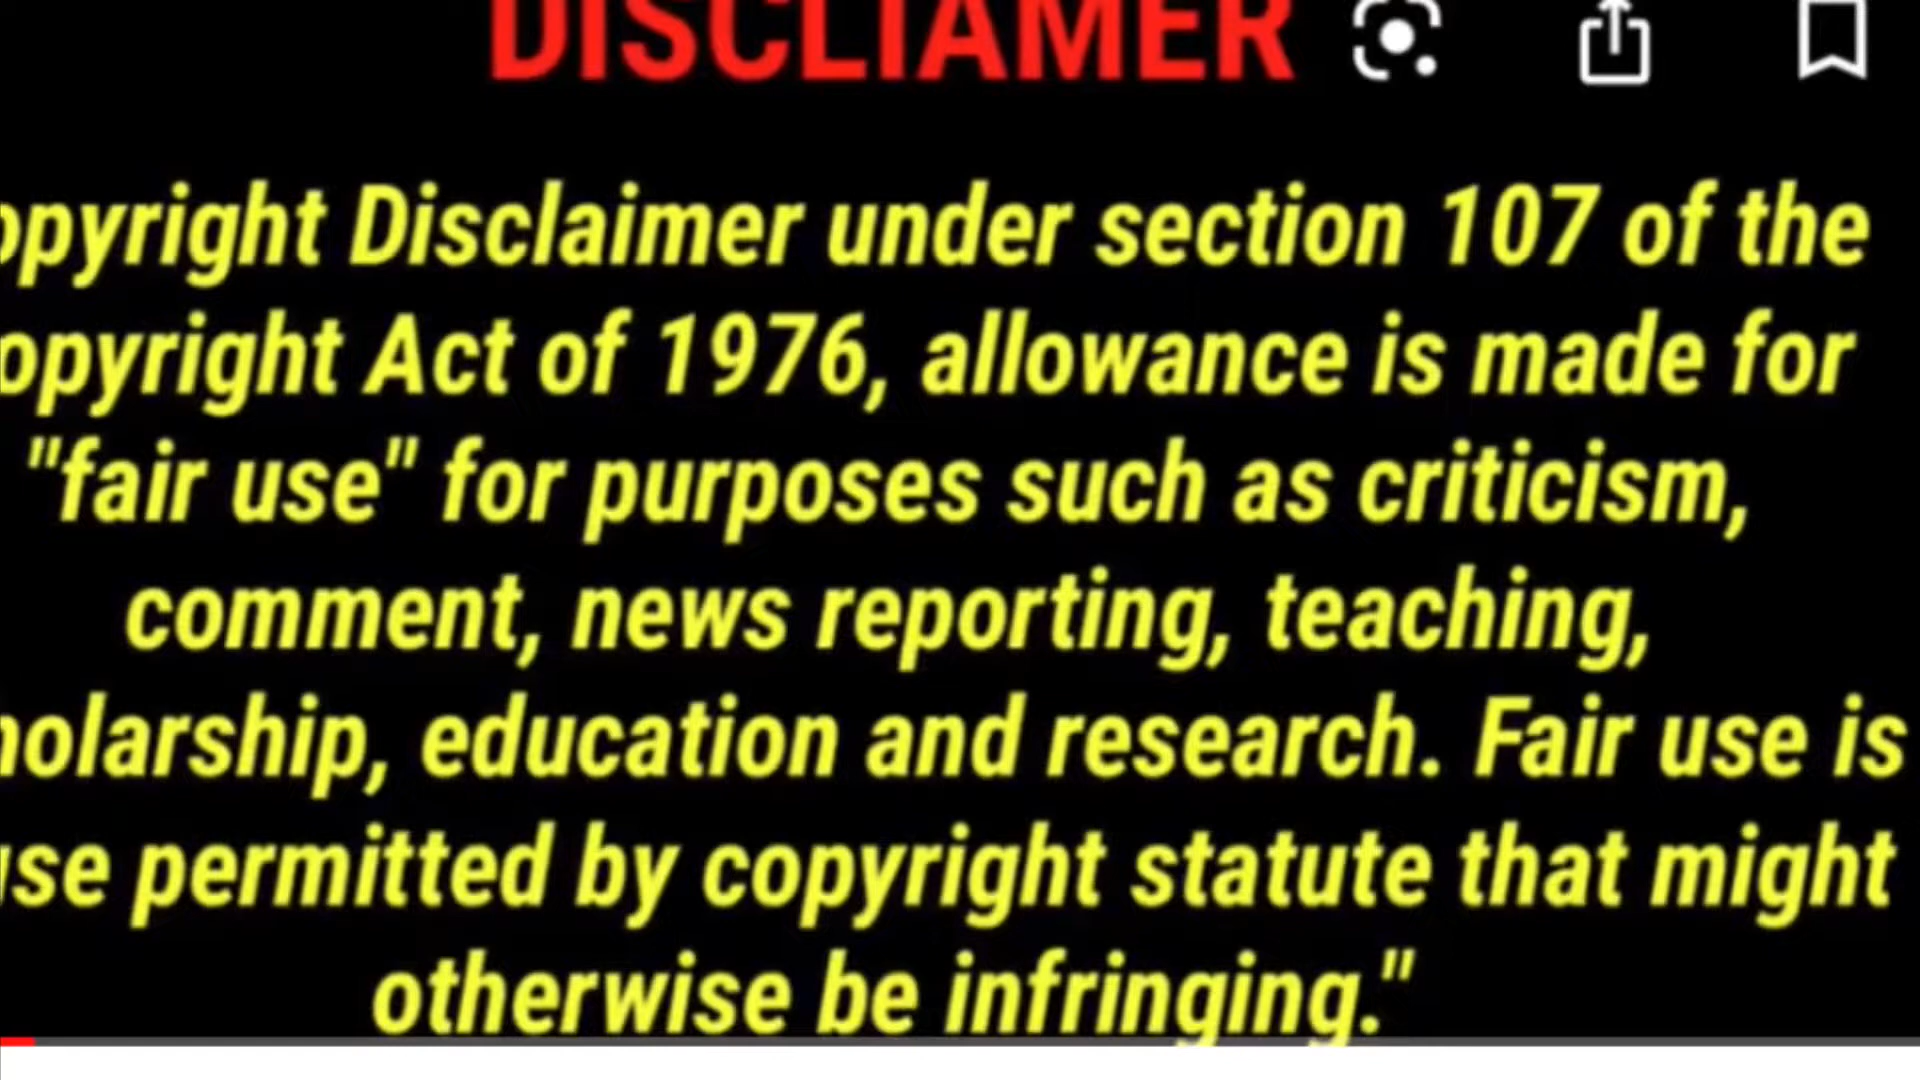 DISCLIAMER
opyright Disclaimer under section 107 of the
opyright Act of 1976, allowance is made for
"fair use" for purposes such as criticism,
comment, news reporting, teaching,
holarship, education and research. Fair use is
use permitted by copyright statute that might
otherwise be infringing."